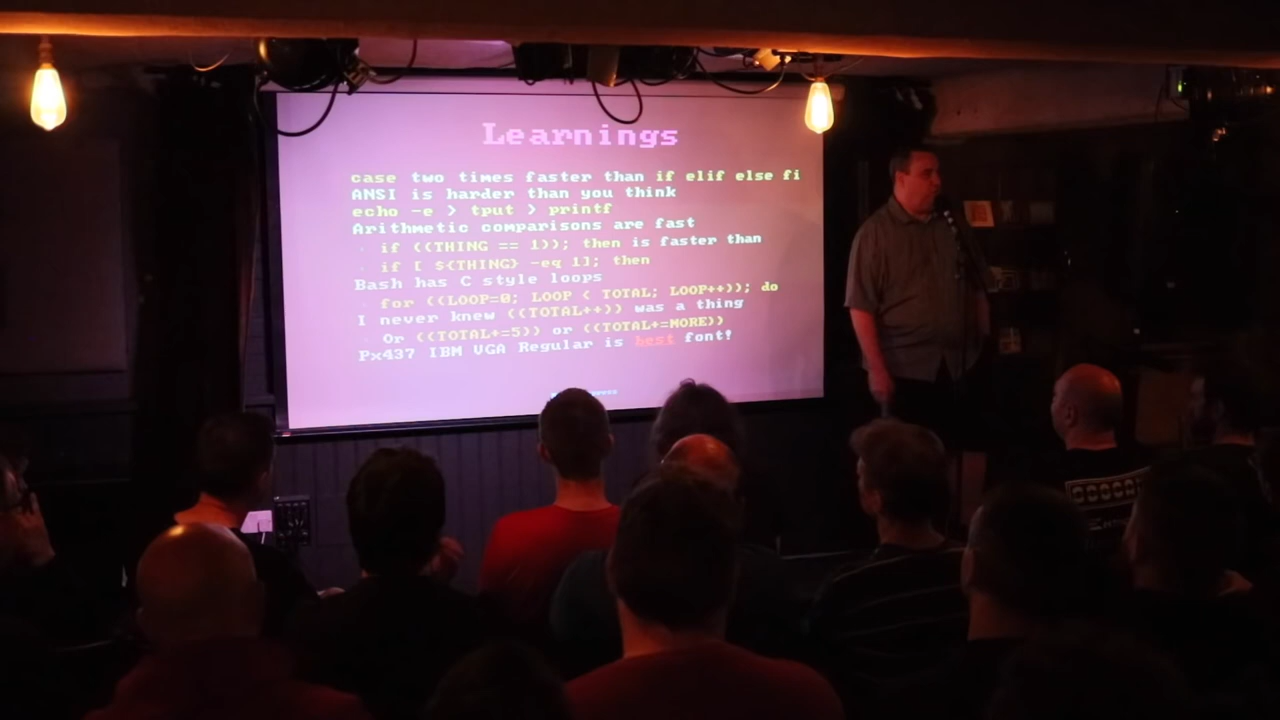 Learnings
case two times faster than if elif else fi
ANSI is harder than you think
echo -e > tput > printf
Arithmetic comparisons are fast
· if ((THING == 1)); then is faster than
· if [ ${THING} -eq 1]; then
Bash has C style loops
· for ((LOOP=0; LOOP < TOTAL; LOOP++)); do
I never knew ((TOTAL++)) was a thing
Or ((TOTAL+=5)) or ((TOTAL+=MORE))
Px437 IBM VGA Regular is best font!